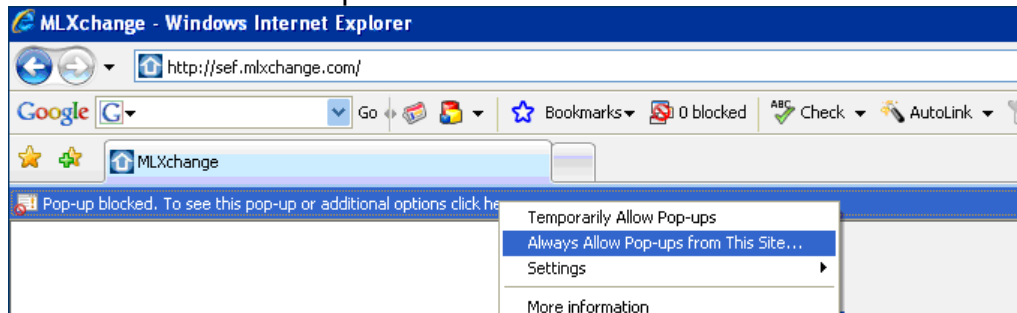 MLXchange - Windows Internet Explorer
http://sef.mlxchange.com/
Google G Go Bookmarks 0 blocked ABC Check AutoLink
MLXchange
Pop-up blocked. To see this pop-up or additional options click
Temporarily Allow Pop-ups
Always Allow Pop-ups from This Site...
Settings
More information